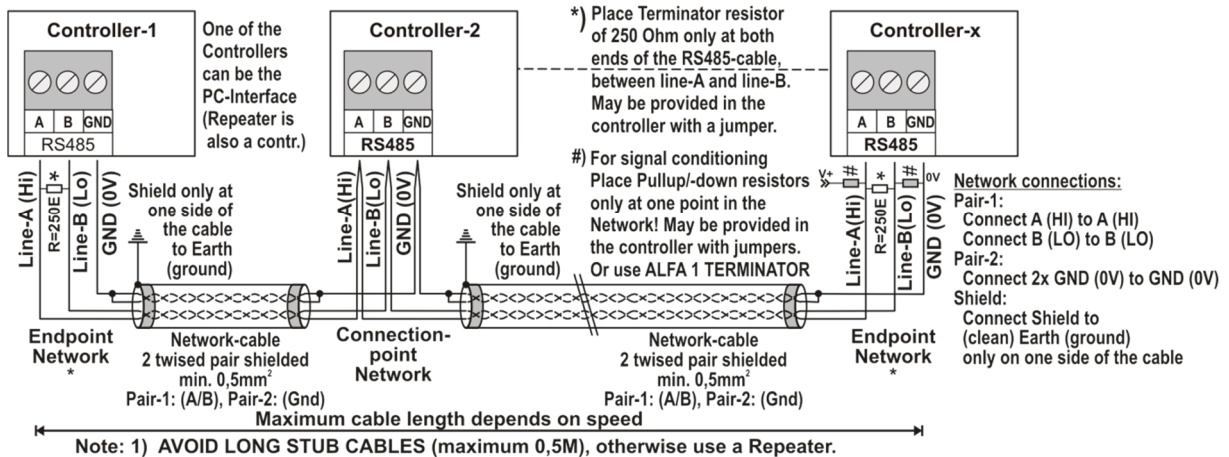 Controller-1
One of the
Controllers
can be the
PC-Interface
(Repeater is
also a contr.)
A B GND
RS485
Line-A (Hi)
R=250E
*
Line-B (Lo)
GND (0V)
Shield only at
one side of
the cable
to Earth
(ground)
Controller-2
A B GND
RS485
Line-A(Hi)
Line-B(Lo)
GND (0V)
Shield only at
one side of
the cable
to Earth
(ground)
*) Place Terminator resistor
of 250 Ohm only at both
ends of the RS485-cable,
between line-A and line-B.
May be provided in the
controller with a jumper.
#) For signal conditioning
Place Pullup/-down resistors
only at one point in the
Network! May be provided in
the controller with jumpers.
Or use ALFA 1 TERMINATOR
Controller-x
A B GND
RS485
V+ # * # 0V
Line-A(Hi)
R=250E
Line-B(Lo)
GND (0V)
Network connections:
Pair-1:
Connect A (HI) to A (HI)
Connect B (LO) to B (LO)
Pair-2:
Connect 2x GND (0V) to GND (0V)
Shield:
Connect Shield to
(clean) Earth (ground)
only on one side of the cable
Endpoint
Network
*
Network-cable
2 twised pair shielded
min. 0,5mm²
Pair-1: (A/B), Pair-2: (Gnd)
Connection-
point
Network
Network-cable
2 twised pair shielded
min. 0,5mm²
Pair-1: (A/B), Pair-2: (Gnd)
Endpoint
Network
*
Maximum cable length depends on speed
Note: 1) AVOID LONG STUB CABLES (maximum 0,5M), otherwise use a Repeater.